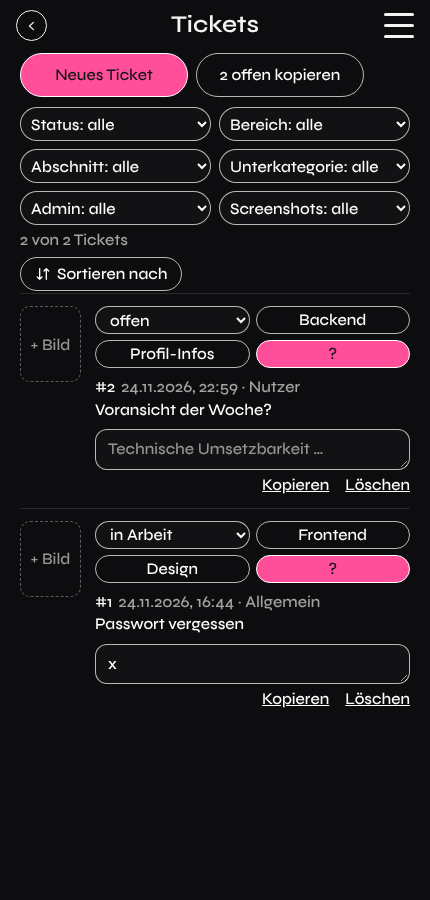 Tickets
Neues Ticket
2 offen kopieren
Status: alle
Bereich: alle
Abschnitt: alle
Unterkategorie: alle
Admin: alle
Screenshots: alle
2 von 2 Tickets
Sortieren nach
+ Bild
offen
Backend
Profil-Infos
?
#2 24.11.2026, 22:59 · Nutzer
Voransicht der Woche?
Technische Umsetzbarkeit ...
Kopieren
Löschen
+ Bild
in Arbeit
Frontend
Design
?
#1 24.11.2026, 16:44 · Allgemein
Passwort vergessen
x
Kopieren
Löschen